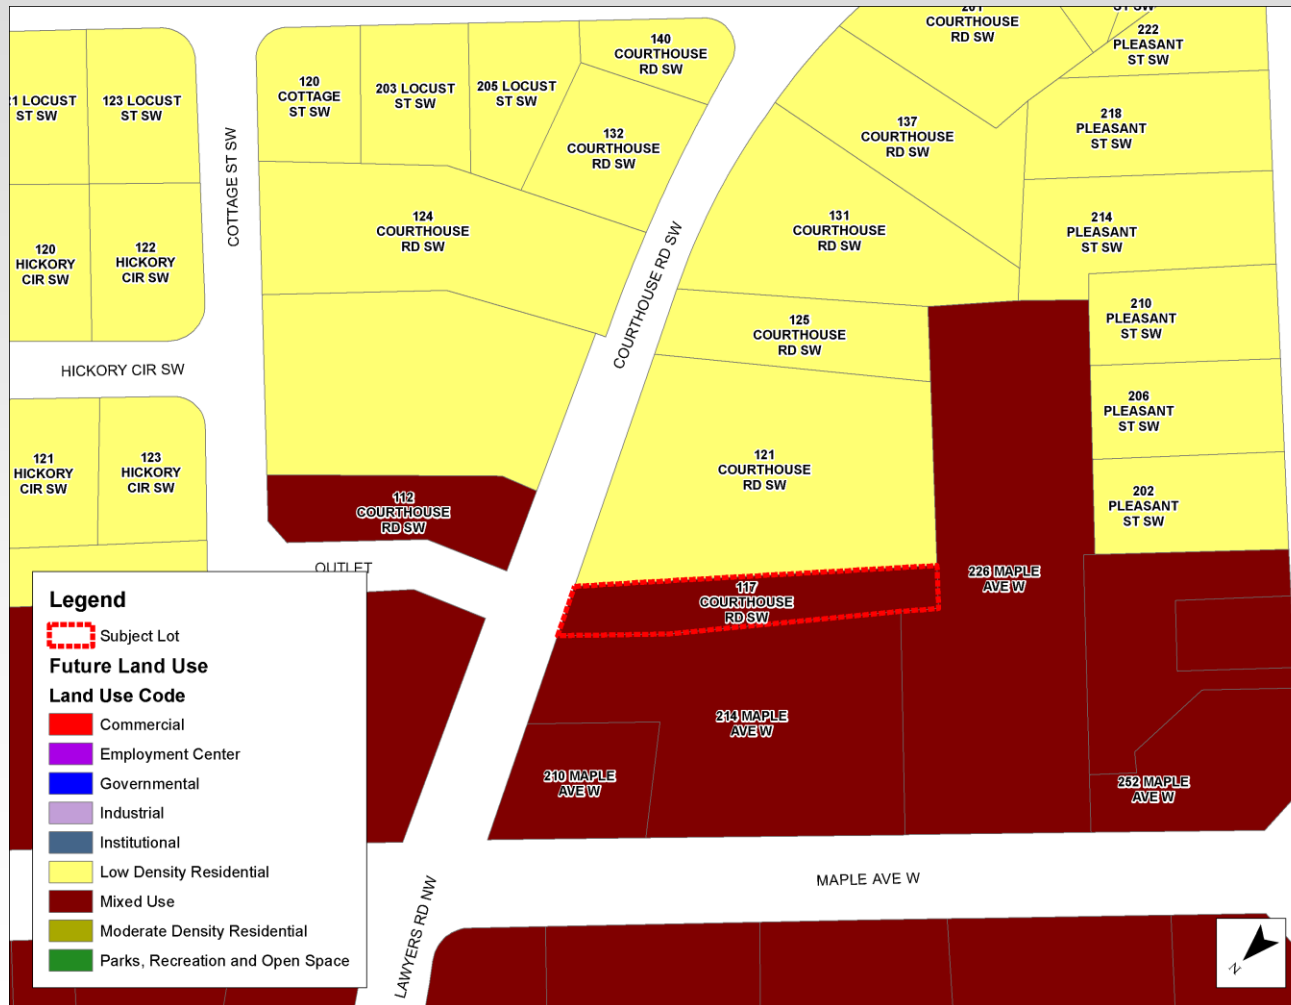 201
COURTHOUSE
RD SW
ST SW
222
PLEASANT
ST SW
140
COURTHOUSE
RD SW
120
COTTAGE
ST SW
203 LOCUST
ST SW
205 LOCUST
ST SW
1 LOCUST
ST SW
123 LOCUST
ST SW
132
COURTHOUSE
RD SW
137
COURTHOUSE
RD SW
218
PLEASANT
ST SW
COTTAGE ST SW
124
COURTHOUSE
RD SW
131
COURTHOUSE
RD SW
214
PLEASANT
ST SW
120
HICKORY
CIR SW
122
HICKORY
CIR SW
COURTHOUSE RD SW
125
COURTHOUSE
RD SW
210
PLEASANT
ST SW
HICKORY CIR SW
206
PLEASANT
ST SW
121
HICKORY
CIR SW
123
HICKORY
CIR SW
121
COURTHOUSE
RD SW
202
PLEASANT
ST SW
112
COURTHOUSE
RD SW
OUTLET
226 MAPLE
AVE W
117
COURTHOUSE
RD SW
214 MAPLE
AVE W
210 MAPLE
AVE W
252 MAPLE
AVE W
MAPLE AVE W
LAWYERS RD NW
Legend
Subject Lot
Future Land Use
Land Use Code
Commercial
Employment Center
Governmental
Industrial
Institutional
Low Density Residential
Mixed Use
Moderate Density Residential
Parks, Recreation and Open Space
N